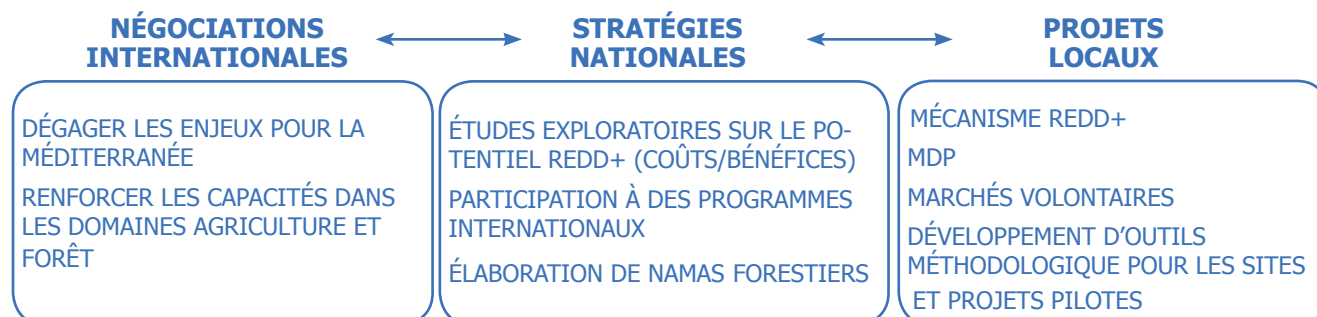 NÉGOCIATIONS
INTERNATIONALES
DÉGAGER LES ENJEUX POUR LA
MÉDITERRANÉE
RENFORCER LES CAPACITÉS DANS
LES DOMAINES AGRICULTURE ET
FORÊT
STRATÉGIES
NATIONALES
ÉTUDES EXPLORATOIRES SUR LE PO-
TENTIEL REDD+ (COÛTS/BÉNÉFICES)
PARTICIPATION À DES PROGRAMMES
INTERNATIONAUX
ÉLABORATION DE NAMAS FORESTIERS
PROJETS
LOCAUX
MÉCANISME REDD+
MDP
MARCHÉS VOLONTAIRES
DÉVELOPPEMENT D’OUTILS
MÉTHODOLOGIQUE POUR LES SITES
ET PROJETS PILOTES